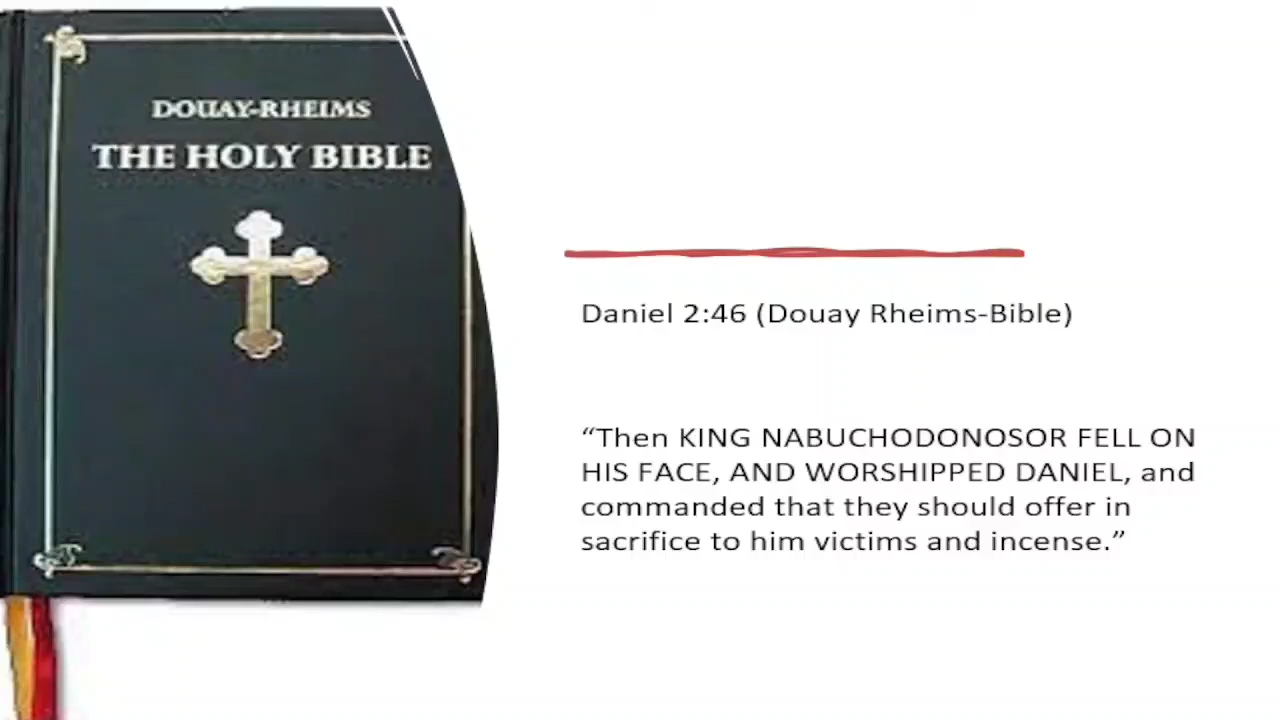 DOUAY-RHEIMS
THE HOLY BIBLE
Daniel 2:46 (Douay Rheims-Bible)
“Then KING NABUCHODONOSOR FELL ON
HIS FACE, AND WORSHIPPED DANIEL, and
commanded that they should offer in
sacrifice to him victims and incense.”